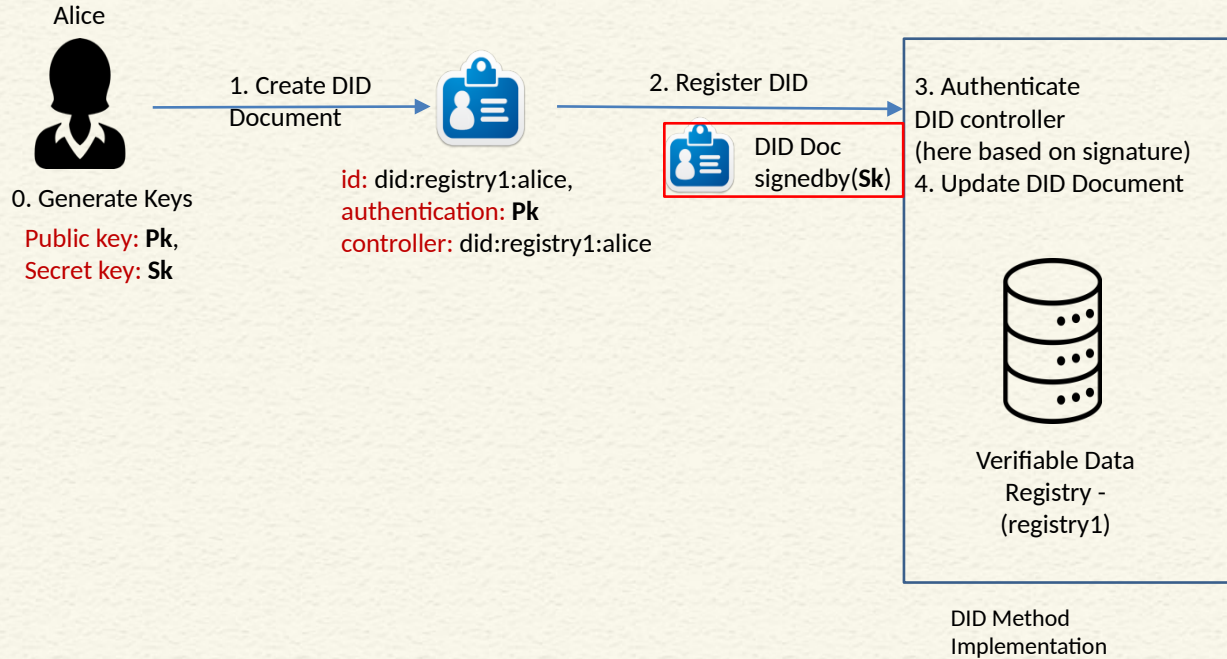 Alice
1. Create DID
Document
2. Register DID
3. Authenticate
DID controller
(here based on signature)
4. Update DID Document
DID Doc
signedby(Sk)
0. Generate Keys
Public key: Pk,
Secret key: Sk
id: did:registry1:alice,
authentication: Pk
controller: did:registry1:alice
Verifiable Data
Registry -
(registry1)
DID Method
Implementation